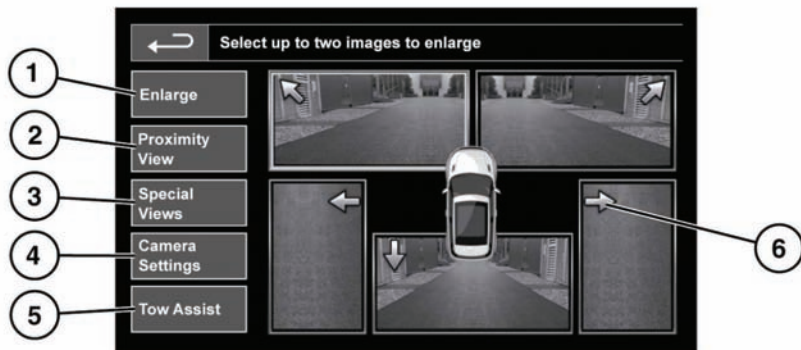 Select up to two images to enlarge
1
Enlarge
2
Proximity
View
3
Special
Views
4
Camera
Settings
5
Tow Assist
6